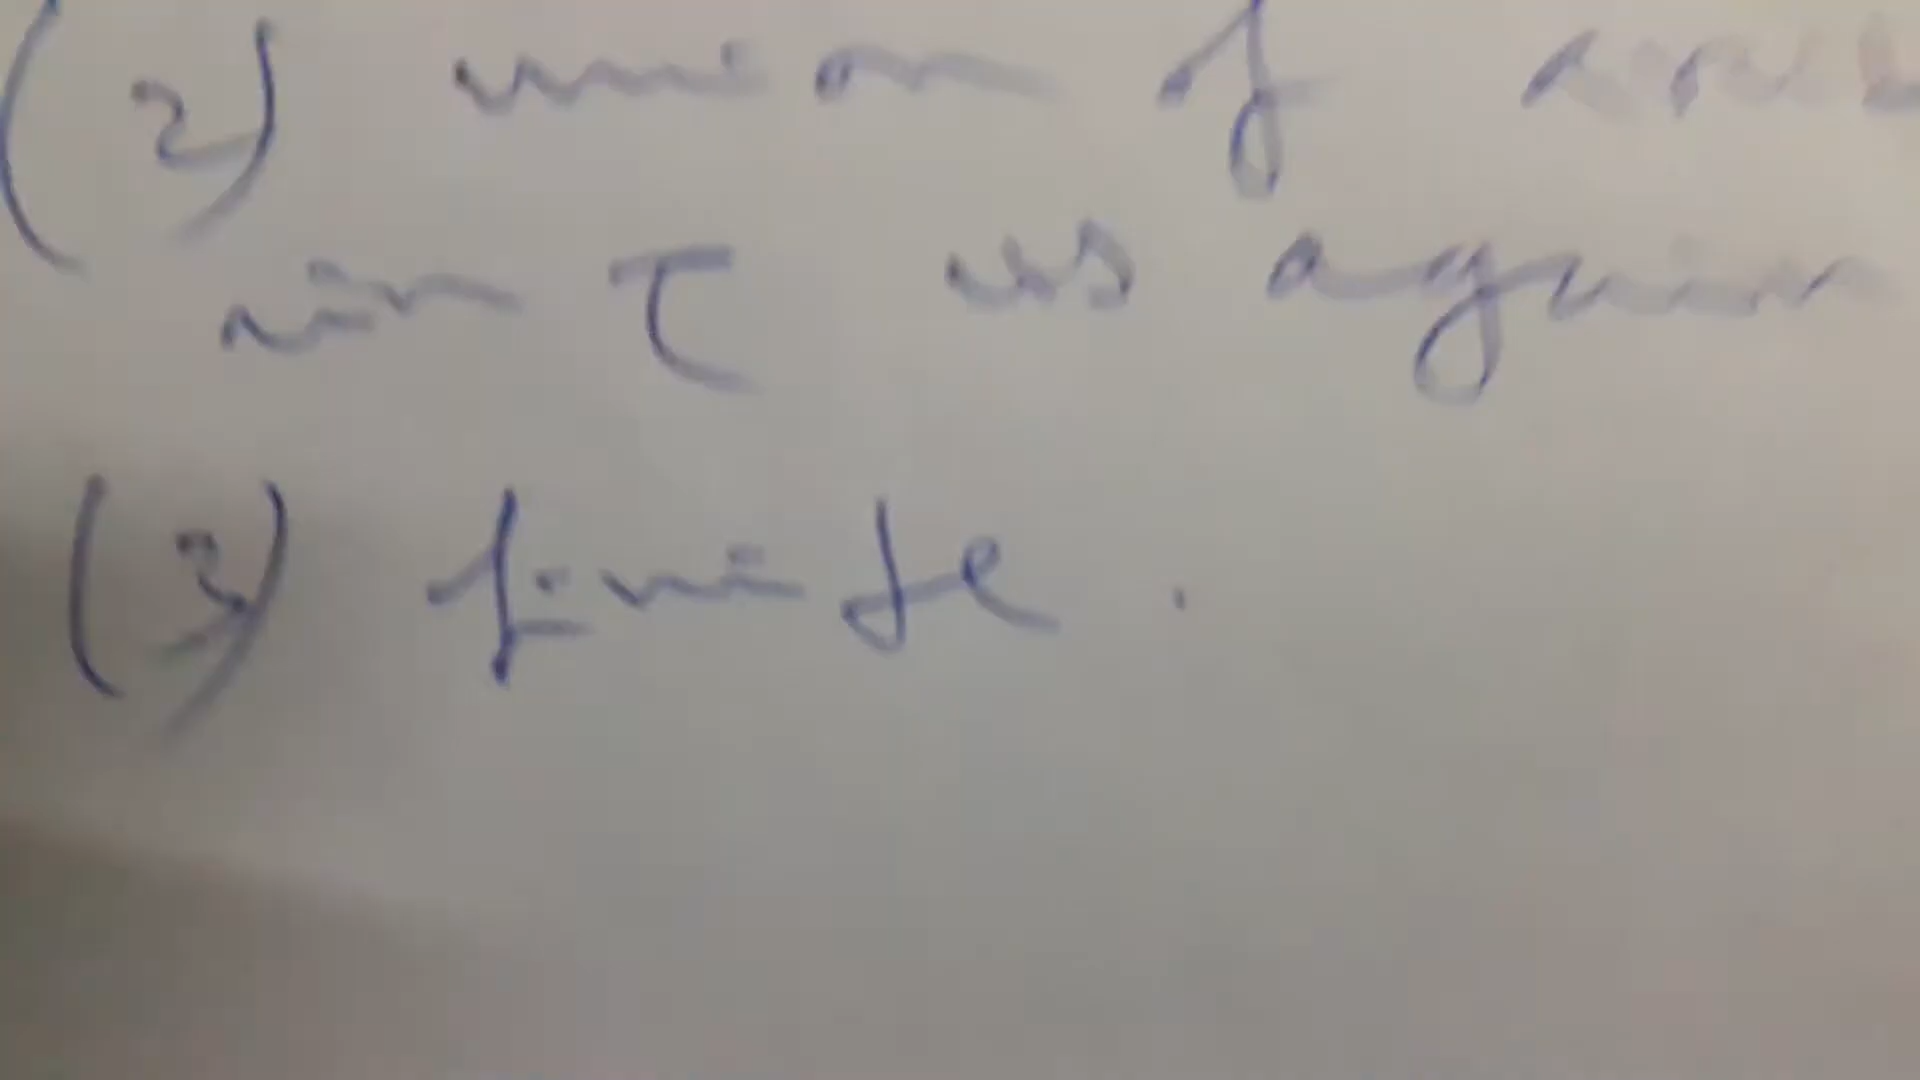 (2) union of
in τ is again
(3) finite .